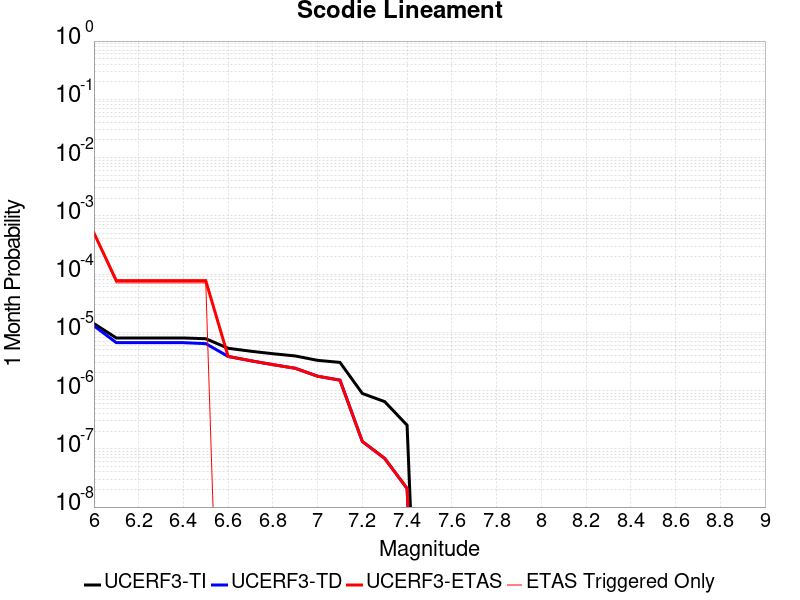 Scodie Lineament
1 Month Probability
10^0
10^-1
10^-2
10^-3
10^-4
10^-5
10^-6
10^-7
10^-8
6 6.2 6.4 6.6 6.8 7 7.2 7.4 7.6 7.8 8 8.2 8.4 8.6 8.8 9
Magnitude
UCERF3-TI UCERF3-TD UCERF3-ETAS ETAS Triggered Only